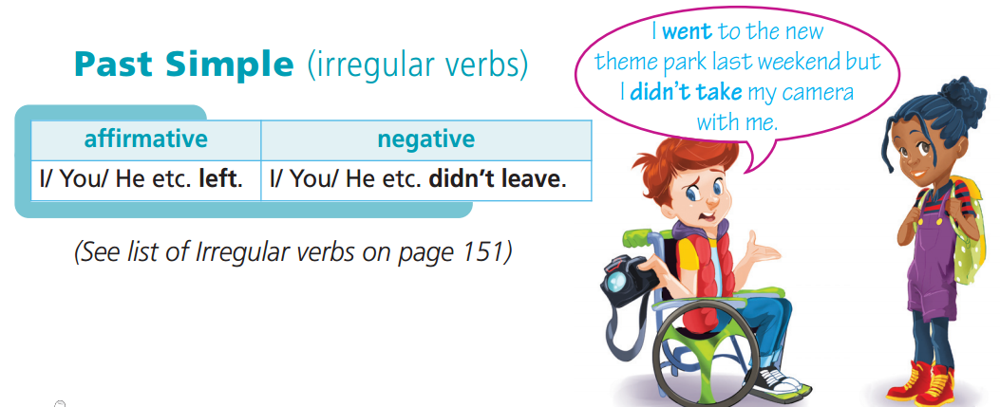 Past Simple (irregular verbs)
affirmative
negative
I/ You/ He etc. left.
I/ You/ He etc. didn't leave.
(See list of Irregular verbs on page 151)
I went to the new
theme park last weekend but
I didn't take my camera
with me.